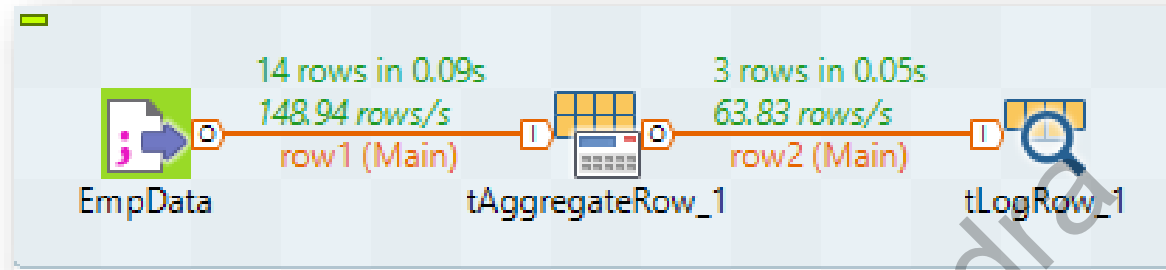 14 rows in 0.09s
148.94 rows/s
row1 (Main)
3 rows in 0.05s
63.83 rows/s
row2 (Main)
;
O
I
O
I
EmpData
tAggregateRow_1
tLogRow_1